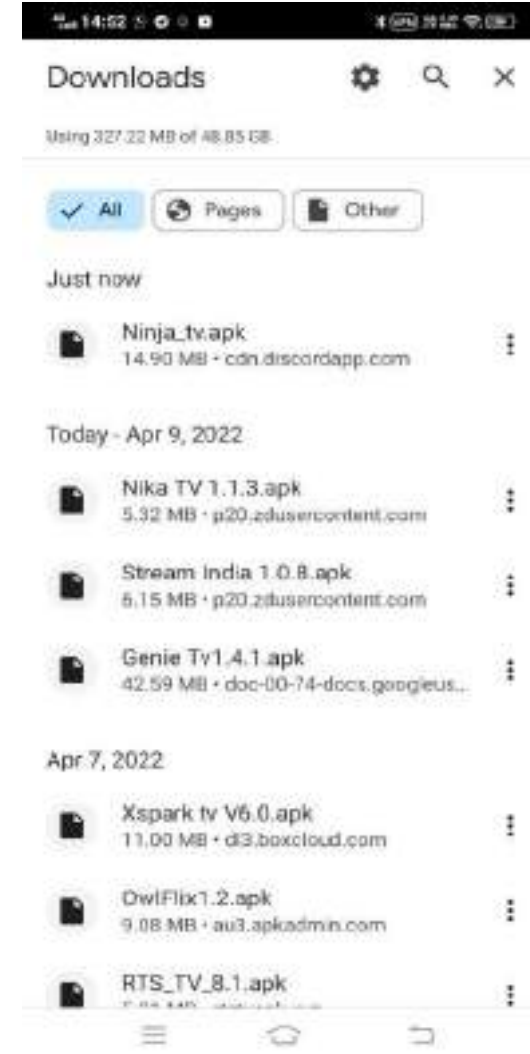 14:52
Downloads
Using 327.22 MB of 48.85 GB
All
Pages
Other
Just now
Ninja_tv.apk
14.90 MB • cdn.discordapp.com
Today - Apr 9, 2022
Nika TV 1.1.3.apk
5.32 MB • p20.zdusercontent.com
Stream India 1.0.8.apk
6.15 MB • p20.zdusercontent.com
Genie Tv1.4.1.apk
42.59 MB • doc-00-74-docs.googleus...
Apr 7, 2022
Xspark tv V6.0.apk
11.00 MB • dl3.boxcloud.com
OwlFlix1.2.apk
9.08 MB • au3.apkadmin.com
RTS_TV_8.1.apk